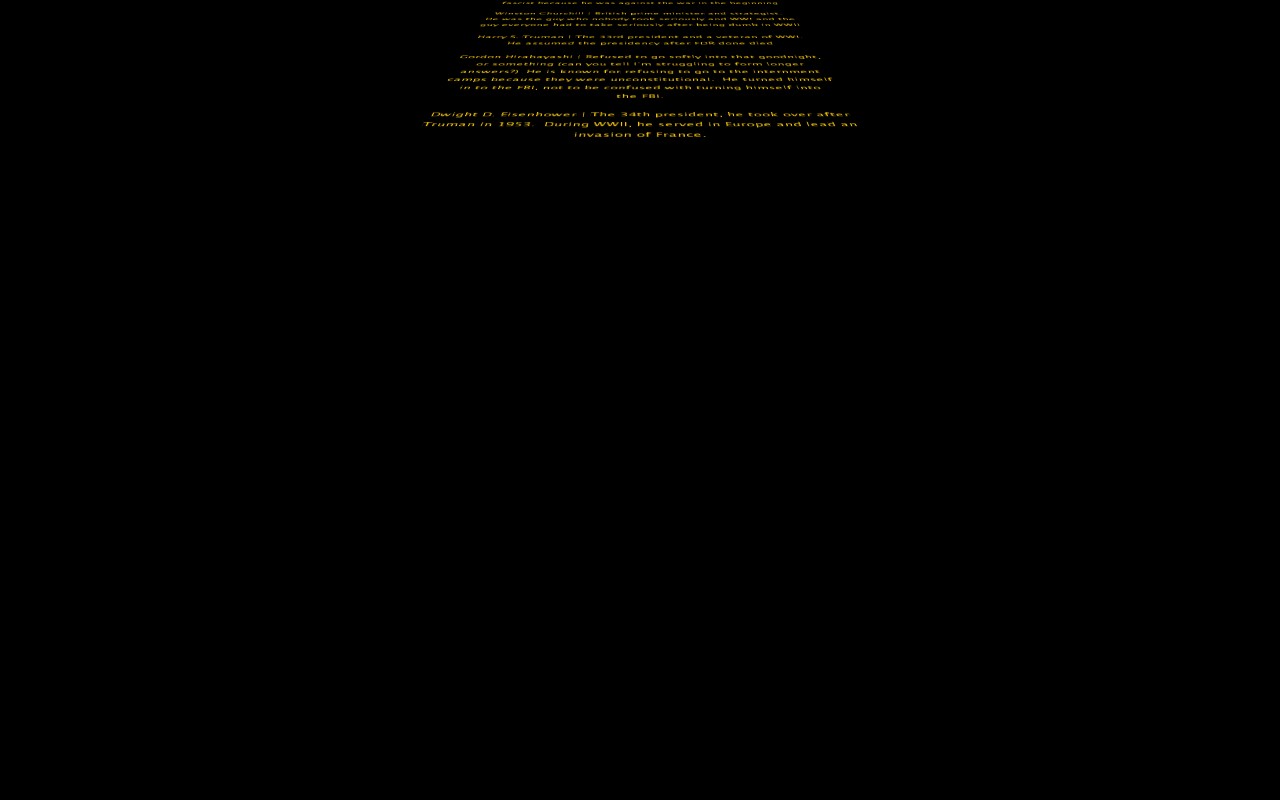 Fascist because he was against the war in the beginning
Winston Churchill | British prime minister and strategist.
He was the guy who nobody took seriously and WWI and the
guy everyone had to take seriously after being dumb in WWII
Harry S. Truman | The 33rd president and a veteran of WWI.
He assumed the presidency after FDR done died
Gordon Hirabayashi | Refused to go softly into that goodnight,
or something (can you tell I'm struggling to form longer
answers?)  He is known for refusing to go to the internment
camps because they were unconstitutional.  He turned himself
in to the FBI, not to be confused with turning himself into
the FBI.
Dwight D. Eisenhower | The 34th president, he took over after
Truman in 1953.  During WWII, he served in Europe and lead an
invasion of France.